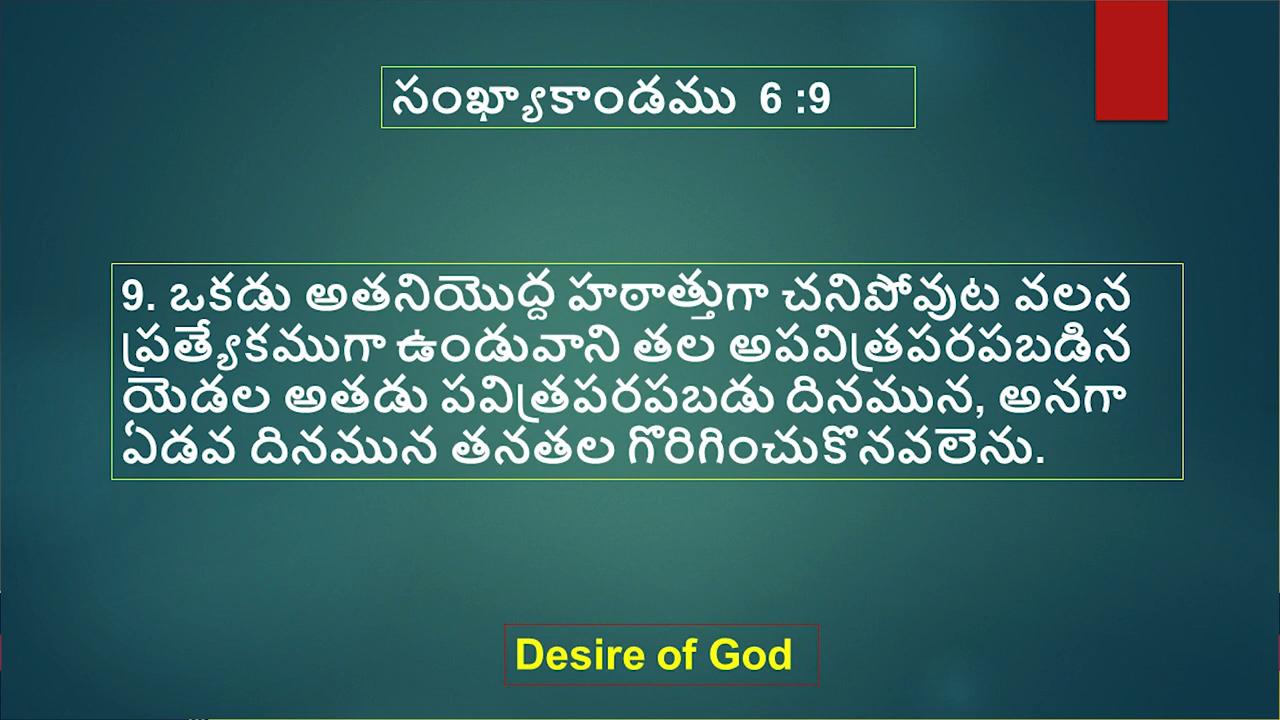 సంఖ్యాకాండము 6 :9
9. ఒకడు అతనియొద్ద హఠాత్తుగా చనిపోవుట వలన
ప్రత్యేకముగా ఉండువాని తల అపవిత్రపరపబడిన
యెడల అతడు పవిత్రపరపబడు దినమున, అనగా
ఏడవ దినమున తనతల గొరిగించుకొనవలెను.
Desire of God